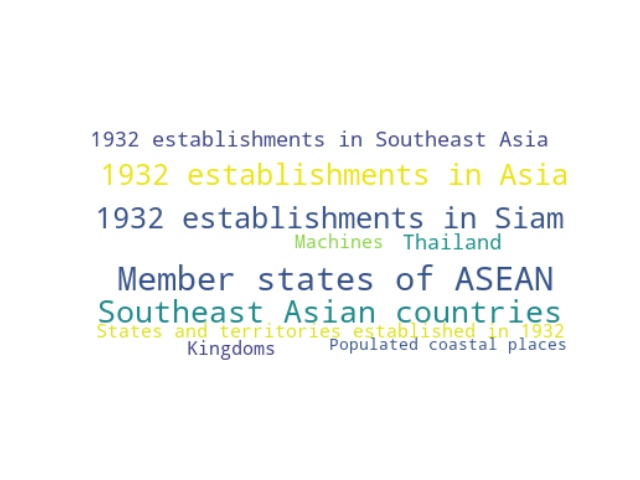 1932 establishments in Southeast Asia
1932 establishments in Asia
1932 establishments in Siam
Machines Thailand
Member states of ASEAN
Southeast Asian countries
States and territories established in 1932
Kingdoms Populated coastal places